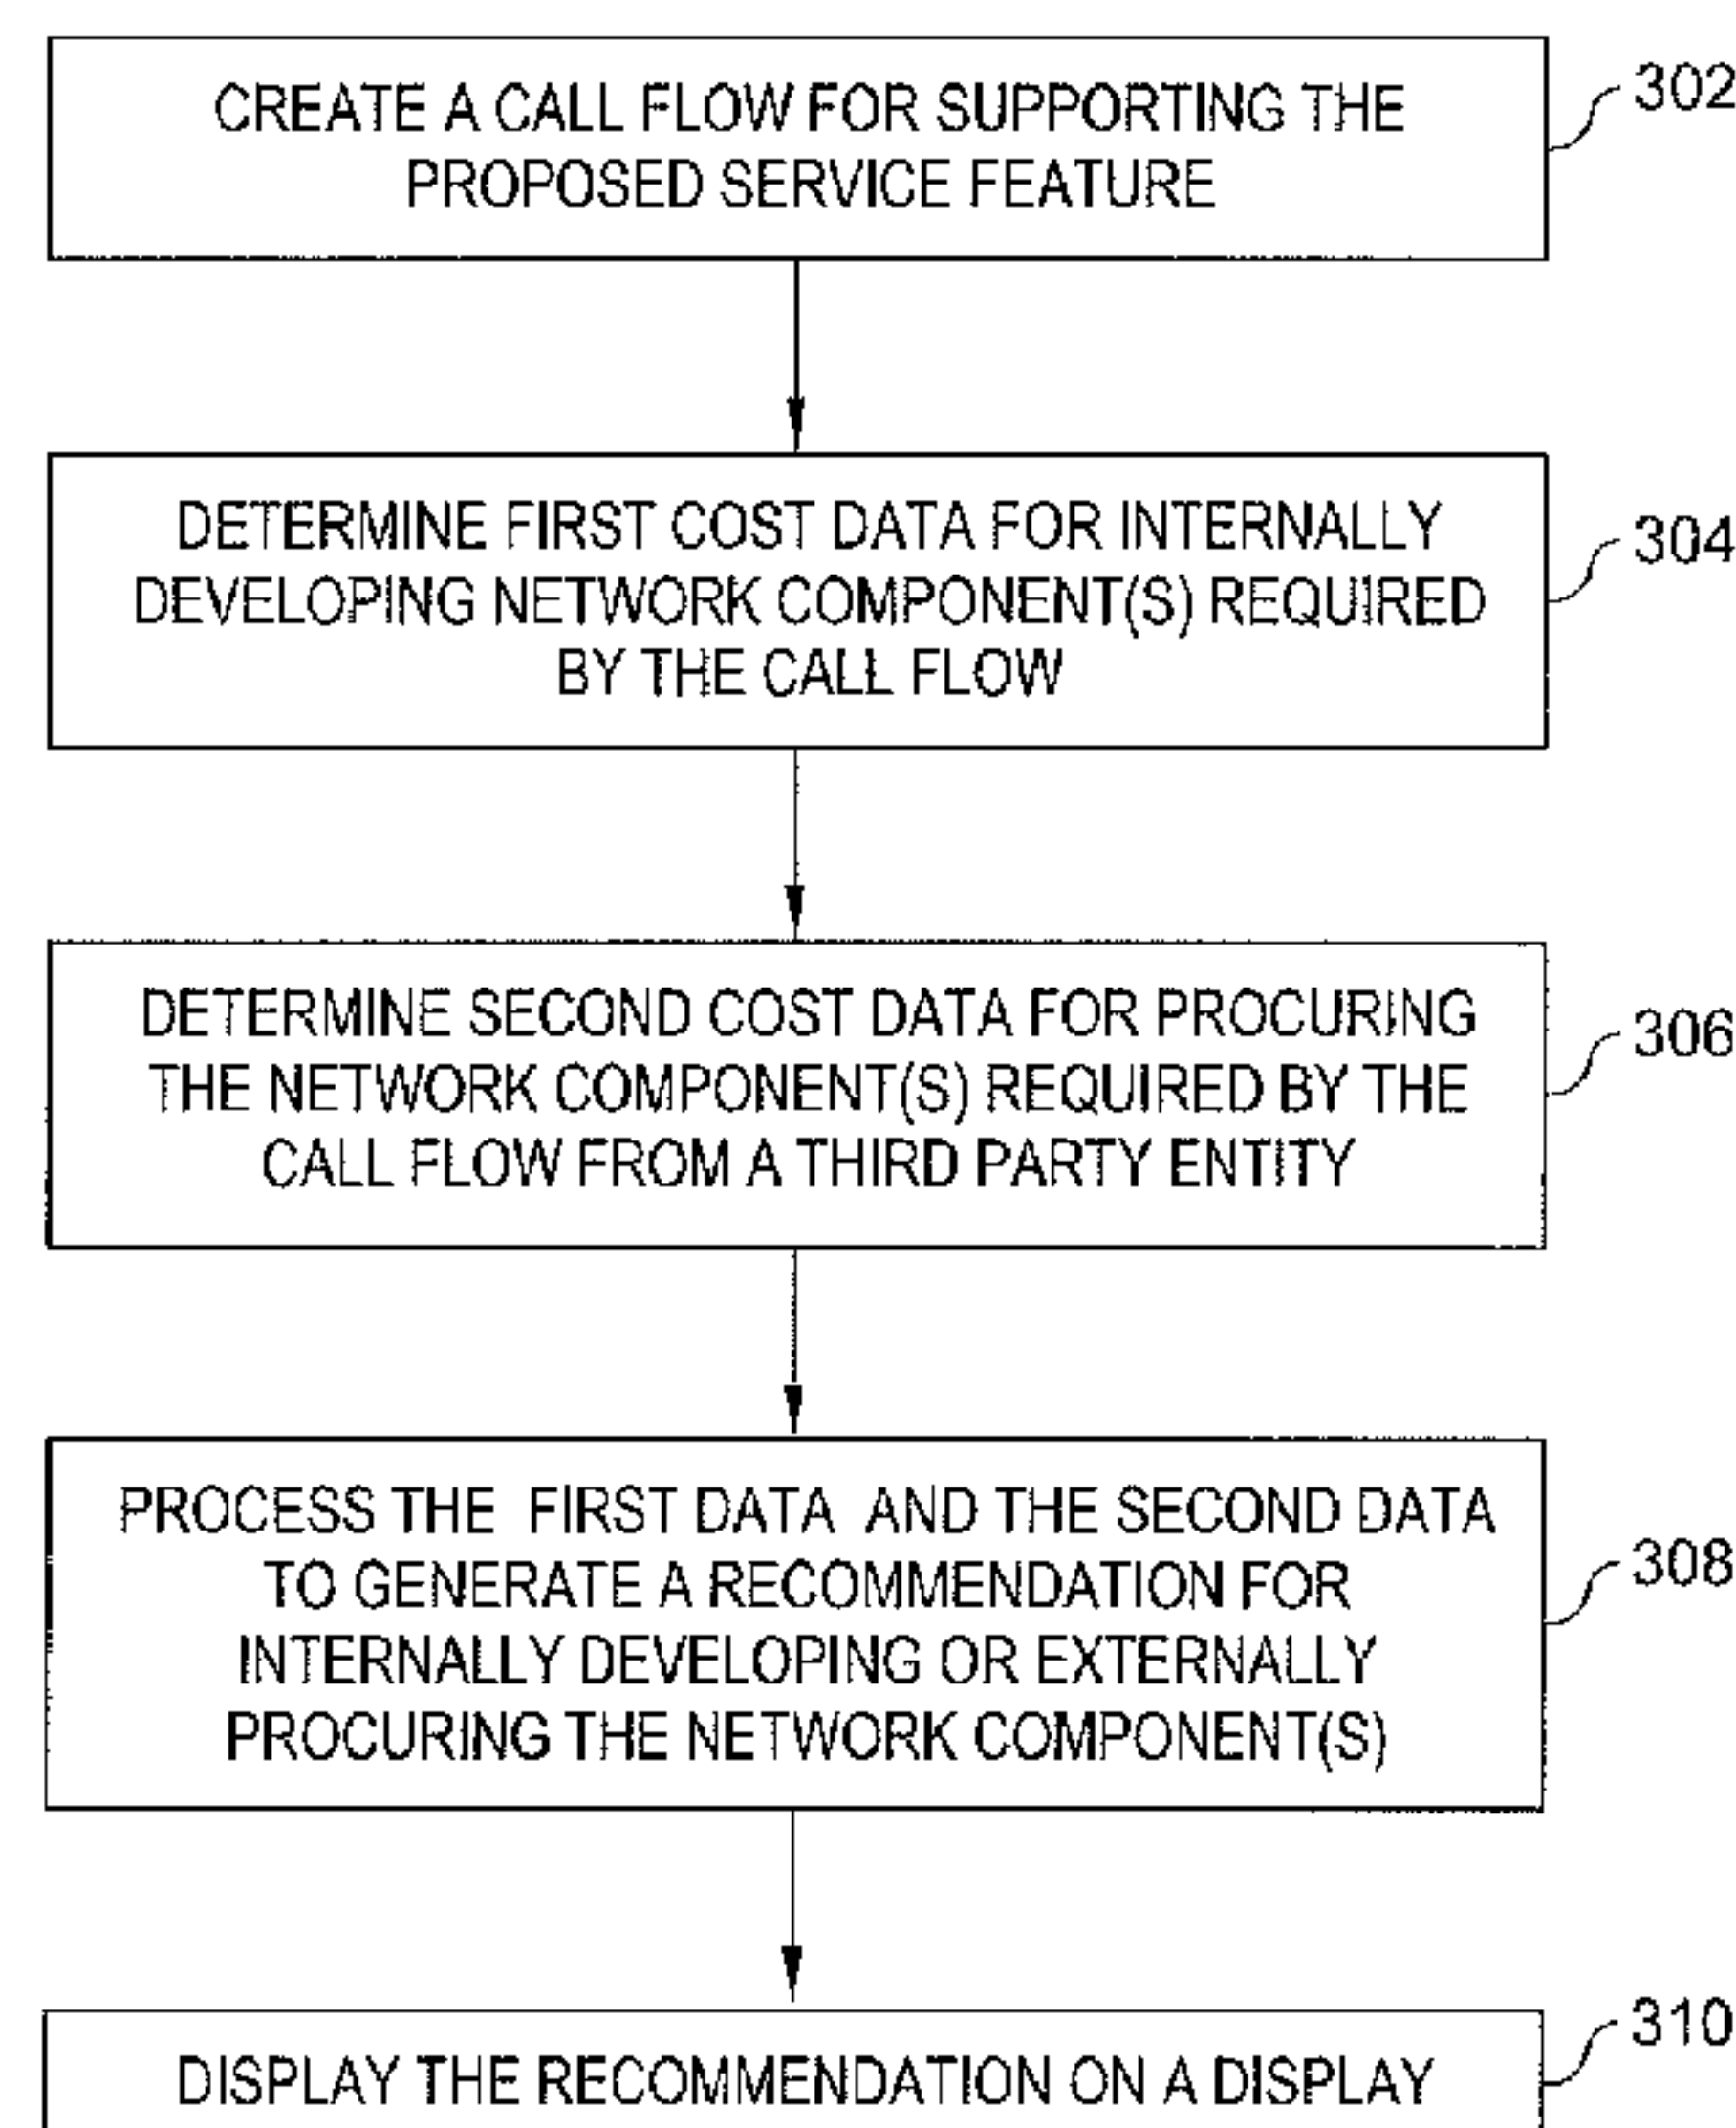 CREATE A CALL FLOW FOR SUPPORTING THE
PROPOSED SERVICE FEATURE
302
DETERMINE FIRST COST DATA FOR INTERNALLY
DEVELOPING NETWORK COMPONENT(S) REQUIRED
BY THE CALL FLOW
304
DETERMINE SECOND COST DATA FOR PROCURING
THE NETWORK COMPONENT(S) REQUIRED BY THE
CALL FLOW FROM A THIRD PARTY ENTITY
306
PROCESS THE FIRST DATA AND THE SECOND DATA
TO GENERATE A RECOMMENDATION FOR
INTERNALLY DEVELOPING OR EXTERNALLY
PROCURING THE NETWORK COMPONENT(S)
308
DISPLAY THE RECOMMENDATION ON A DISPLAY
310